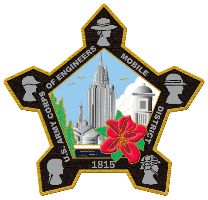 U.S. ARMY CORPS OF ENGINEERS MOBILE DISTRICT
1815